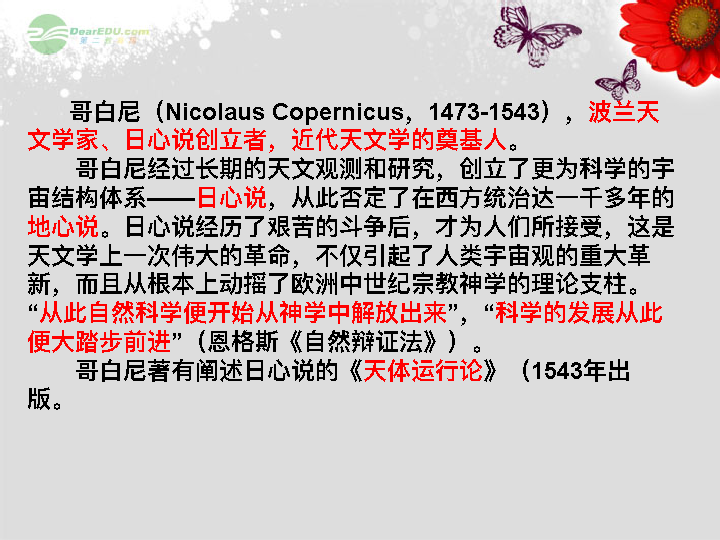 DearEDU.com
第二教育网
哥白尼（Nicolaus Copernicus，1473-1543），波兰天
文学家、日心说创立者，近代天文学的奠基人。
哥白尼经过长期的天文观测和研究，创立了更为科学的宇
宙结构体系——日心说，从此否定了在西方统治达一千多年的
地心说。日心说经历了艰苦的斗争后，才为人们所接受，这是
天文学上一次伟大的革命，不仅引起了人类宇宙观的重大革
新，而且从根本上动摇了欧洲中世纪宗教神学的理论支柱。
“从此自然科学便开始从神学中解放出来”，“科学的发展从此
便大踏步前进”（恩格斯《自然辩证法》）。
哥白尼著有阐述日心说的《天体运行论》（1543年出
版。